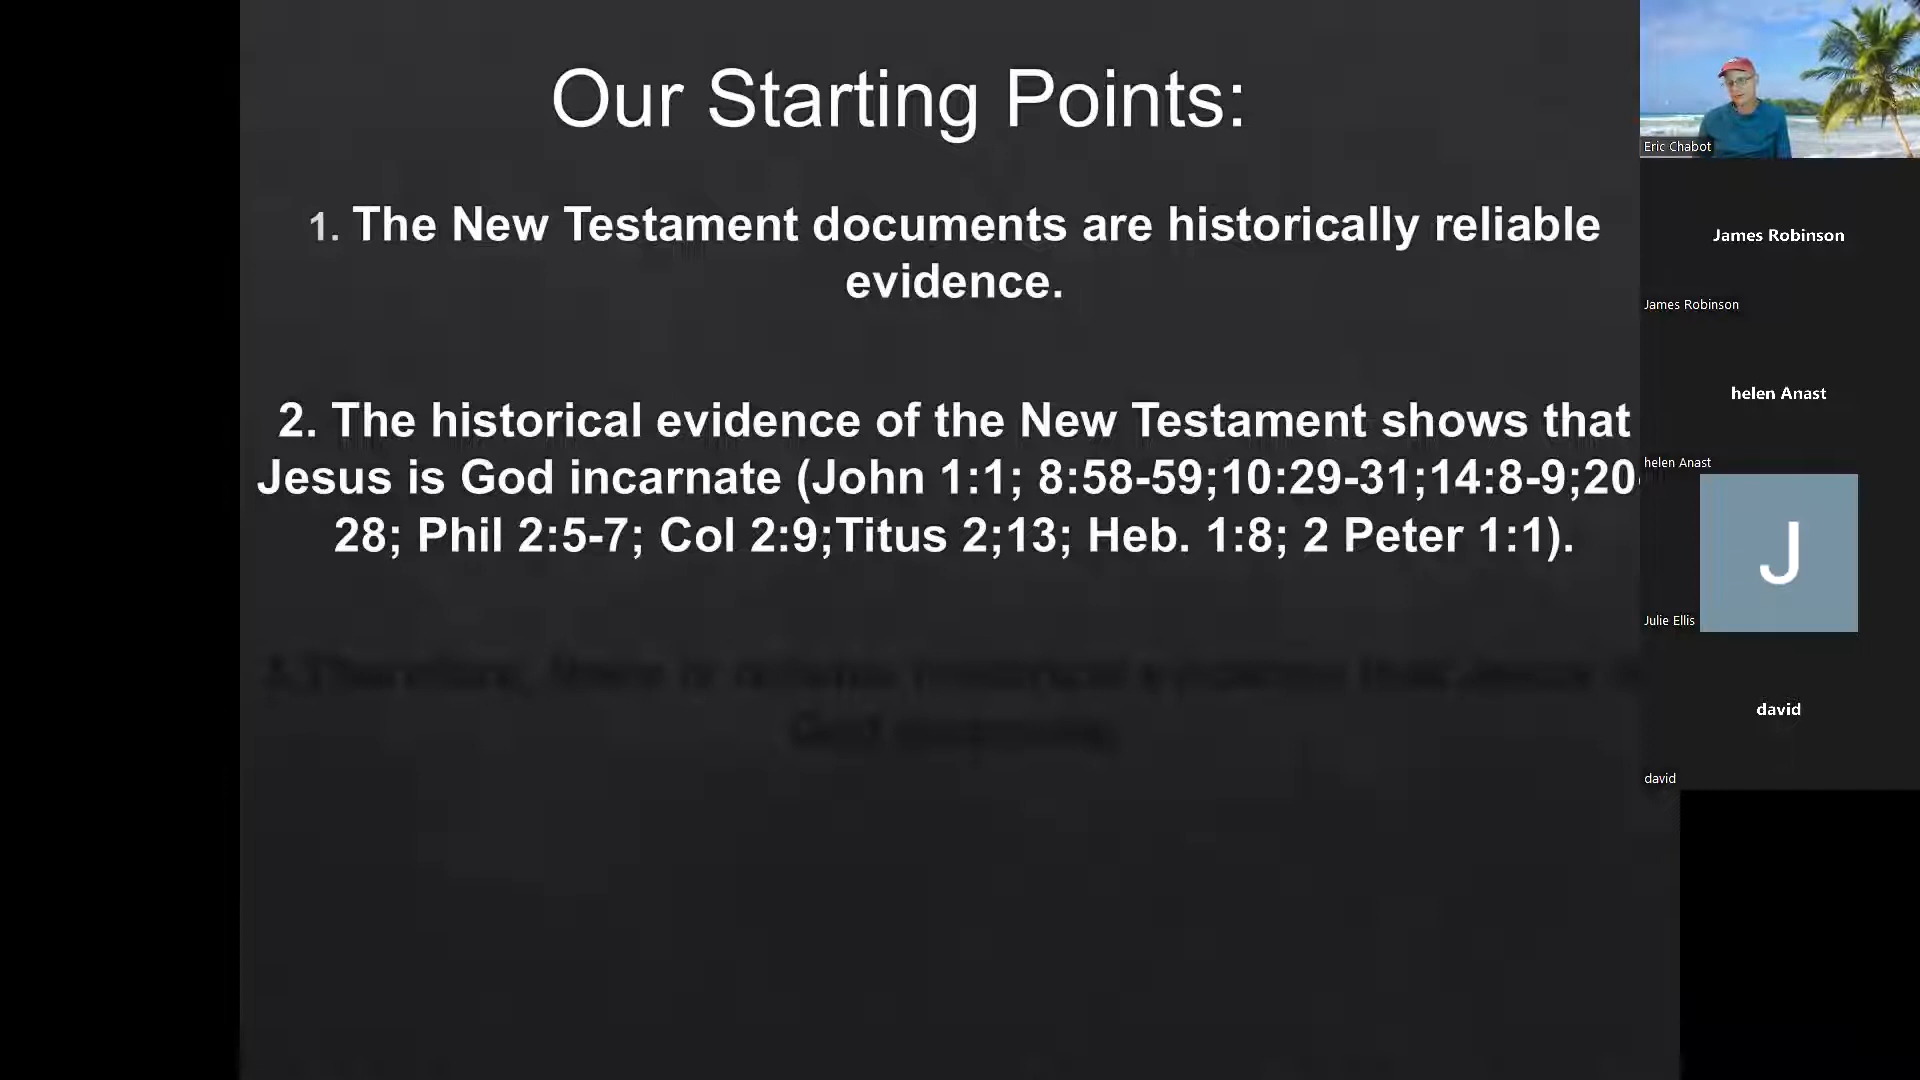 Our Starting Points:
1. The New Testament documents are historically reliable
evidence.
2. The historical evidence of the New Testament shows that
Jesus is God incarnate (John 1:1; 8:58-59;10:29-31;14:8-9;20
28; Phil 2:5-7; Col 2:9;Titus 2;13; Heb. 1:8; 2 Peter 1:1).
Eric Chabot
James Robinson
James Robinson
helen Anast
helen Anast
J
Julie Ellis
david
david